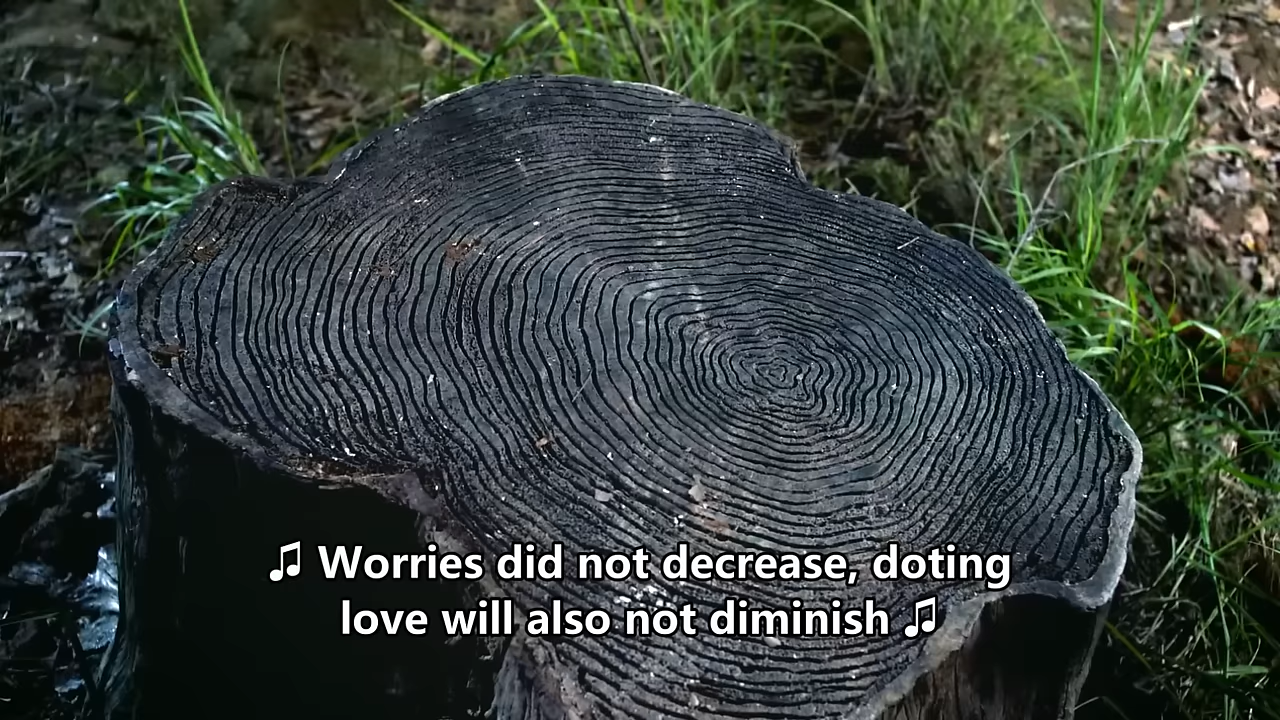 ♫ Worries did not decrease, doting
love will also not diminish ♫